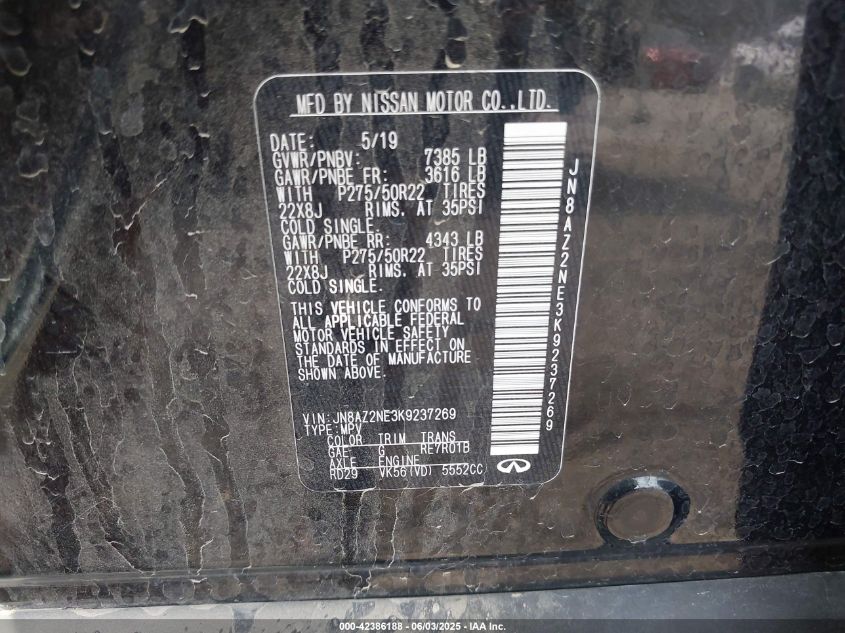 MFD BY NISSAN MOTOR CO.,LTD.
DATE: 5/19
GVWR/PNBV: 7385 LB
GAWR/PNBE FR: 3616 LB
WITH P275/50R22 TIRES
22X8J RIMS. AT 35PSI
COLD SINGLE.
GAWR/PNBE RR: 4343 LB
WITH P275/50R22 TIRES
22X8J RIMS. AT 35PSI
COLD SINGLE.
THIS VEHICLE CONFORMS TO
ALL APPLICABLE FEDERAL
MOTOR VEHICLE SAFETY
STANDARDS IN EFFECT ON
THE DATE OF MANUFACTURE
SHOWN ABOVE.
VIN:JN8AZ2NE3K9237269
TYPE:MPV
COLOR TRIM TRANS
GAE G RE7R01B
AXLE ENGINE
RD29 VK56(VD) 5552CC
JN8AZ2NE3K9237269
000-42386188 - 06/03/2025 - IAA Inc.